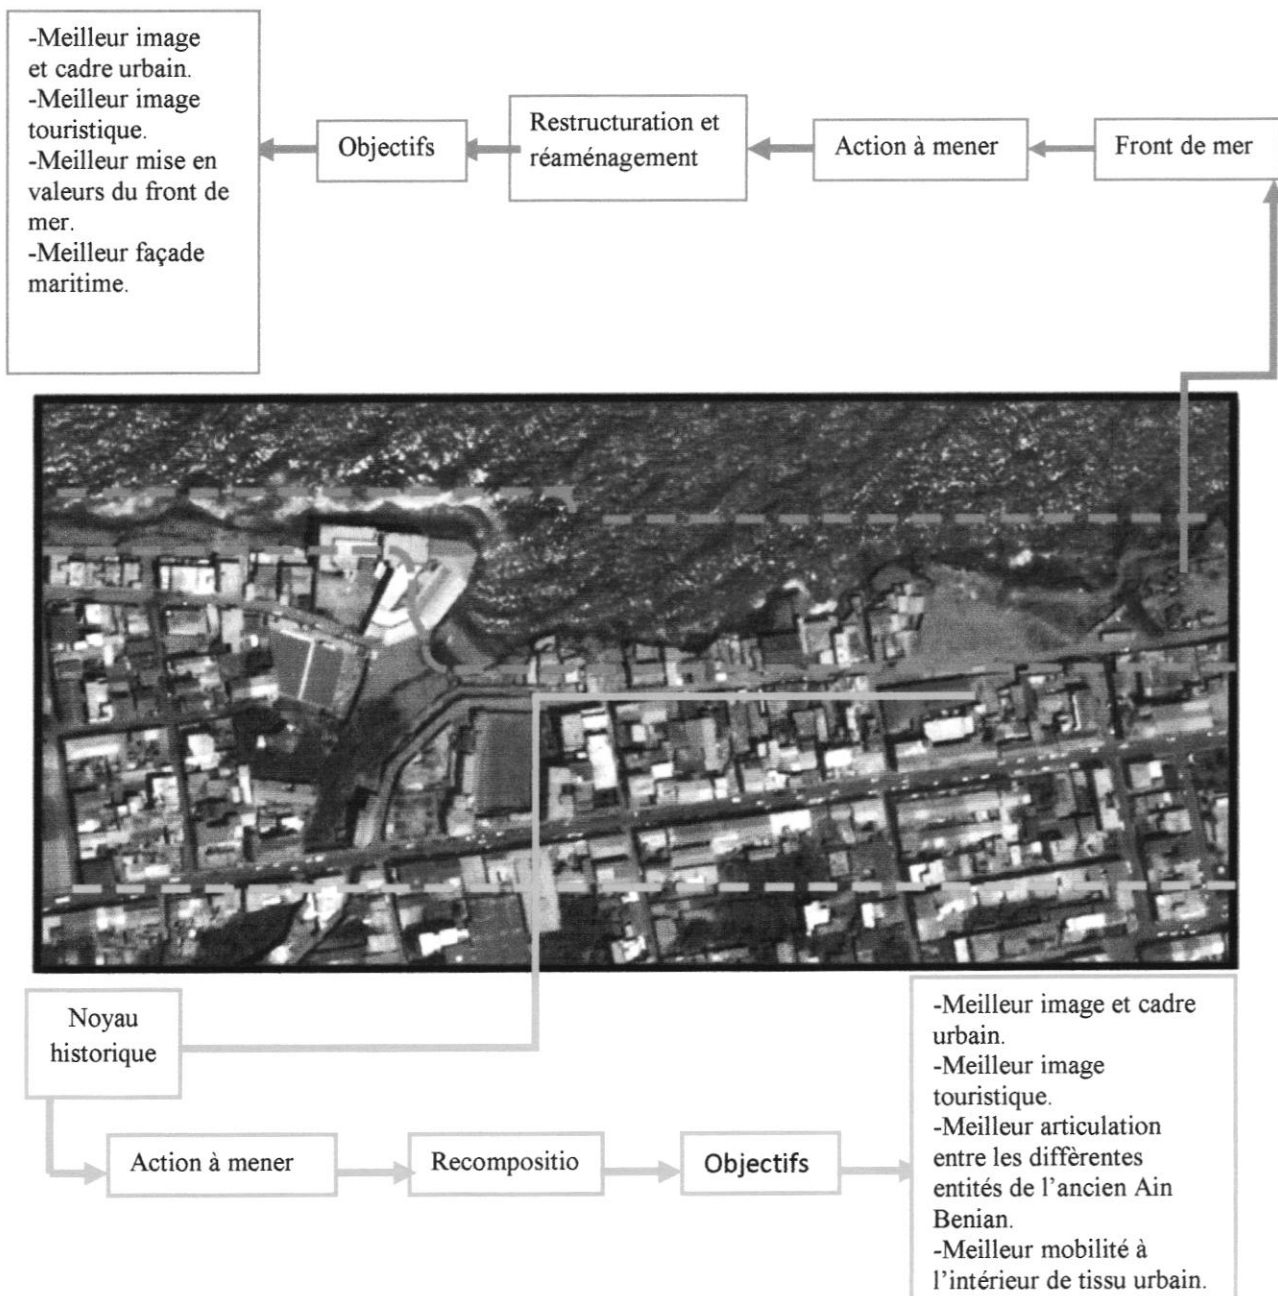 -Meilleur image
et cadre urbain.
-Meilleur image
touristique.
-Meilleur mise en
valeurs du front de
mer.
-Meilleur façade
maritime.
Objectifs
Restructuration et
réaménagement
Action à mener
Front de mer
Noyau
historique
Action à mener
Recompositio
Objectifs
-Meilleur image et cadre
urbain.
-Meilleur image
touristique.
-Meilleur articulation
entre les diffèrentes
entités de l'ancien Ain
Benian.
-Meilleur mobilité à
l'intérieur de tissu urbain.